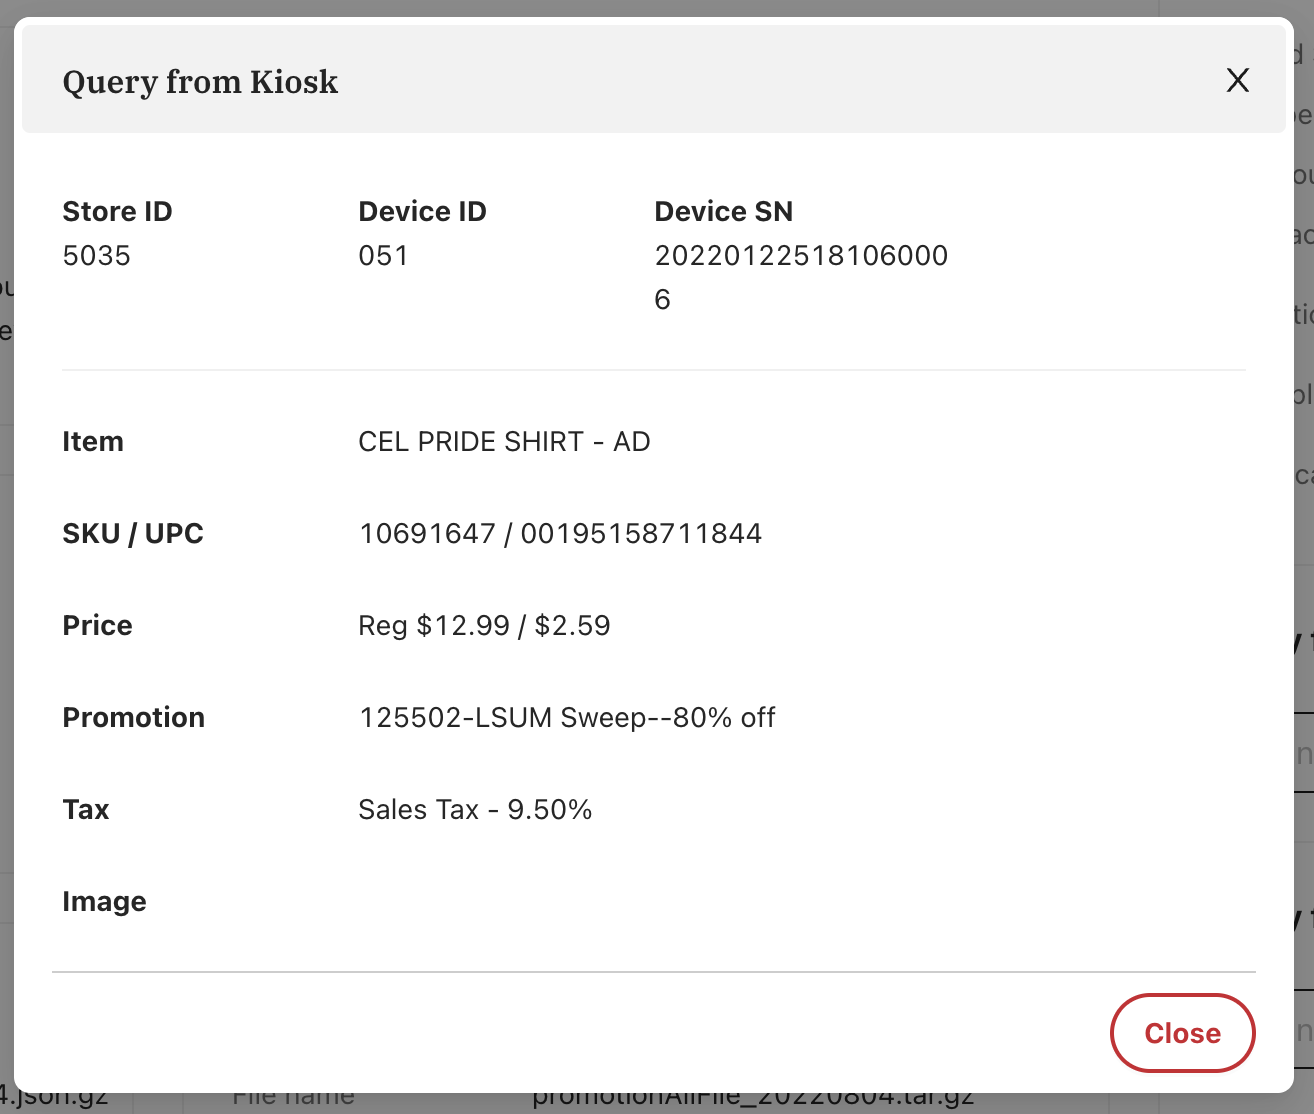 Query from Kiosk
X
Store ID Device ID Device SN
5035 051 20220122518106000
6
Item CEL PRIDE SHIRT - AD
SKU / UPC 10691647 / 00195158711844
Price Reg $12.99 / $2.59
Promotion 125502-LSUM Sweep--80% off
Tax Sales Tax - 9.50%
Image
Close
4.json.gz File name promotionAllFile_20220804.tar.gz